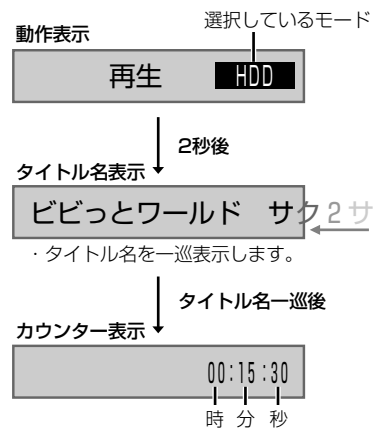 選択しているモード
動作表示
再生 HDD
2秒後
タイトル名表示
ビビっとワールド サク2サ
・タイトル名を一巡表示します。
タイトル名一巡後
カウンター表示
00:15:30
時 分 秒